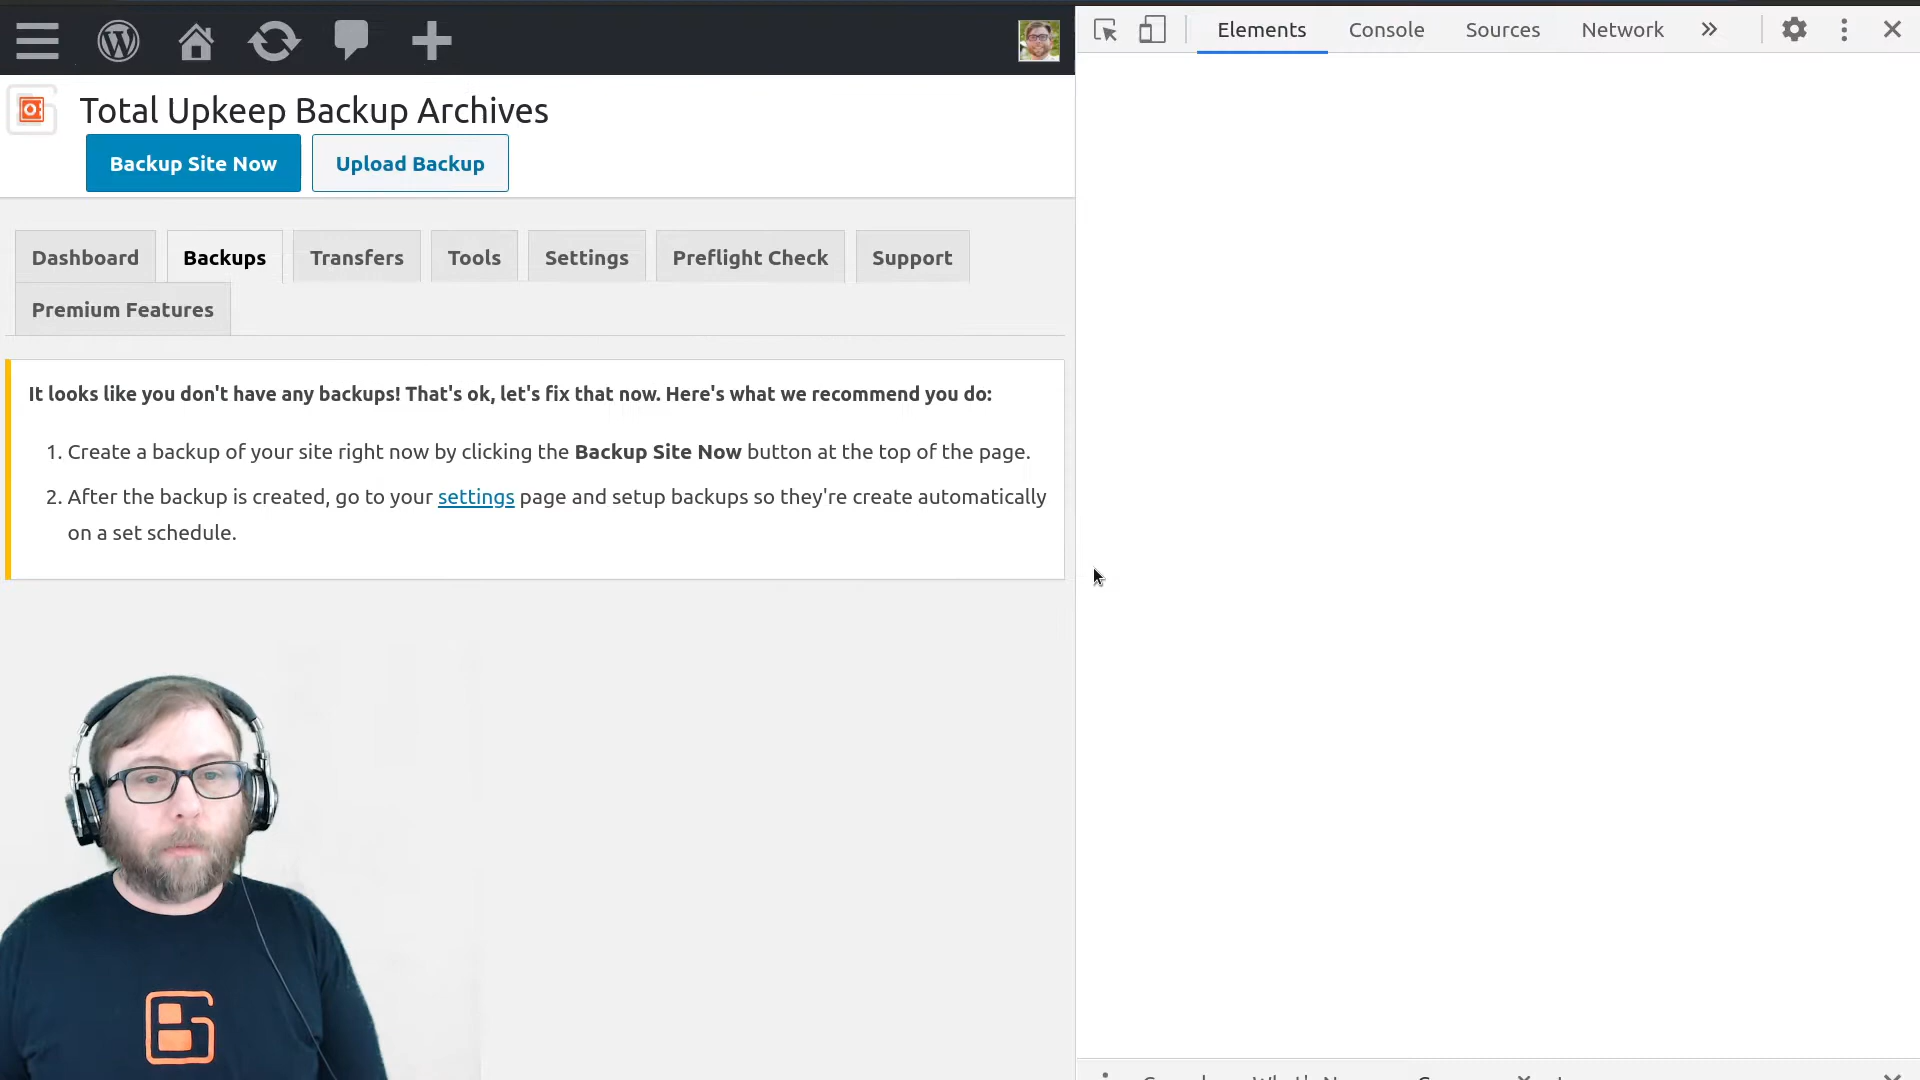 Elements Console Sources Network
Total Upkeep Backup Archives
Backup Site Now Upload Backup
Dashboard Backups Transfers Tools Settings Preflight Check Support
Premium Features
It looks like you don't have any backups! That's ok, let's fix that now. Here's what we recommend you do:
1. Create a backup of your site right now by clicking the Backup Site Now button at the top of the page.
2. After the backup is created, go to your settings page and setup backups so they're create automatically
on a set schedule.